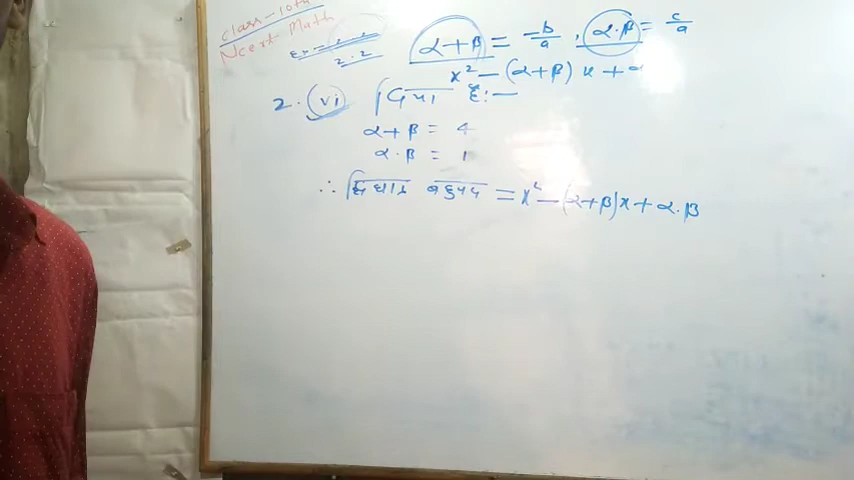 class-10th
Ncert Math
Ex-2.2
α+β = -b/a , α.β = c/a
x² - (α+β) x + α
2. (vi) दिया है:-
α+β = 4
α.β = 1
∴ द्विघात बहुपद = x² - (α+β)x + α.β